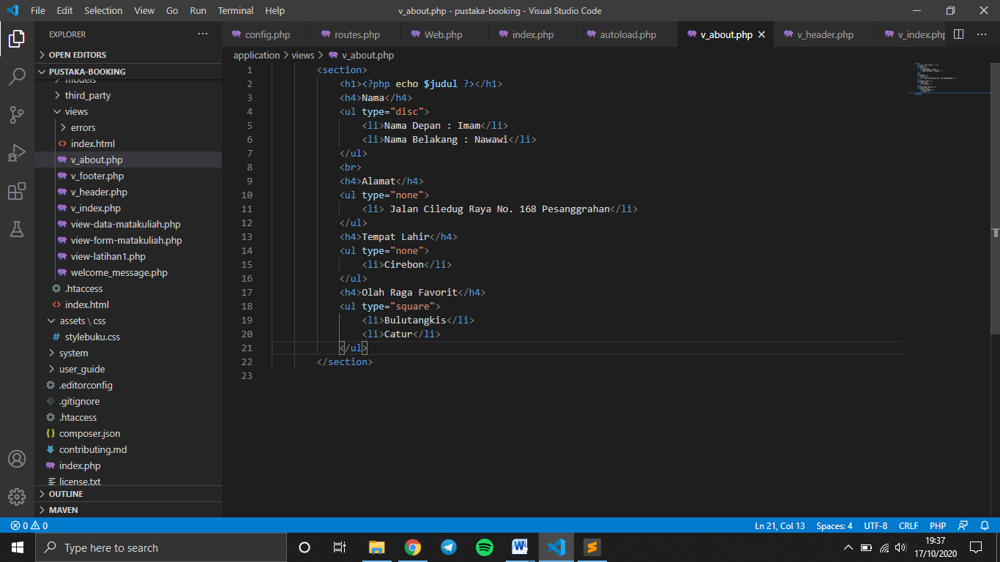 File Edit Selection View Go Run Terminal Help v_about.php - pustaka-booking - Visual Studio Code
EXPLORER
config.php routes.php Web.php index.php autoload.php v_about.php v_header.php v_index.php
OPEN EDITORS
application > views > v_about.php
PUSTAKA-BOOKING
models
third_party
views
errors
index.html
v_about.php
v_footer.php
v_header.php
v_index.php
view-data-matakuliah.php
view-form-matakuliah.php
view-latihan1.php
welcome_message.php
.htaccess
index.html
assets \ css
stylebuku.css
system
user_guide
.editorconfig
.gitignore
.htaccess
composer.json
contributing.md
index.php
license.txt
OUTLINE
MAVEN
1 <section>
2 <h1><?php echo $judul ?></h1>
3 <h4>Nama</h4>
4 <ul type="disc">
5 <li>Nama Depan : Imam</li>
6 <li>Nama Belakang : Nawawi</li>
7 </ul>
8 <br>
9 <h4>Alamat</h4>
10 <ul type="none">
11 <li> Jalan Ciledug Raya No. 168 Pesanggrahan</li>
12 </ul>
13 <h4>Tempat Lahir</h4>
14 <ul type="none">
15 <li>Cirebon</li>
16 </ul>
17 <h4>Olah Raga Favorit</h4>
18 <ul type="square">
19 <li>Bulutangkis</li>
20 <li>Catur</li>
21 </ul>
22 </section>
23
0 0 Ln 21, Col 13 Spaces: 4 UTF-8 CRLF PHP
Type here to search
19:37
17/10/2020